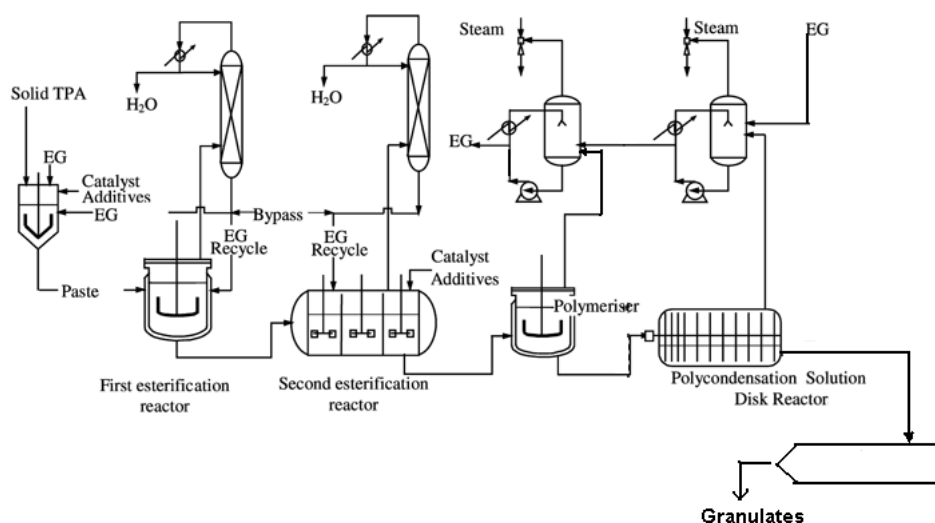 Steam
Steam
EG
H₂O
H₂O
Solid TPA
EG
Catalyst
Additives
EG
EG
Bypass
EG
Recycle
EG
Recycle
Catalyst
Additives
Paste
Polymeriser
First esterification
reactor
Second esterification
reactor
Polycondensation Solution
Disk Reactor
Granulates